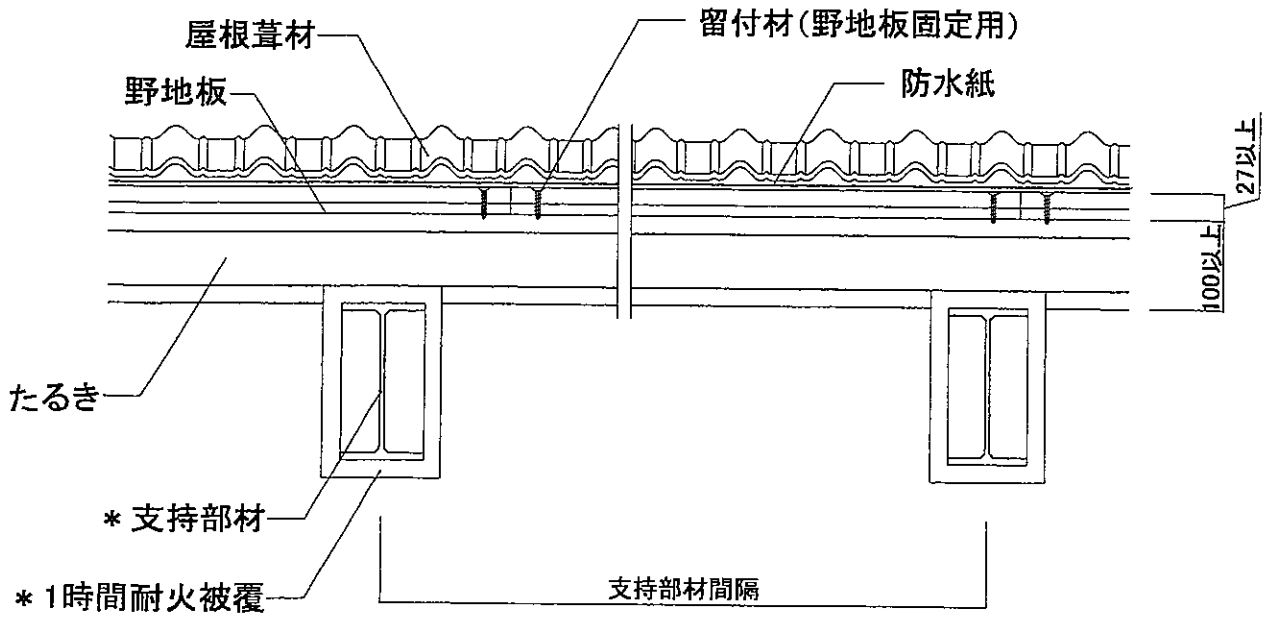 屋根葺材
留付材(野地板固定用)
野地板
防水紙
27以上
100以上
たるき
* 支持部材
* 1時間耐火被覆
支持部材間隔